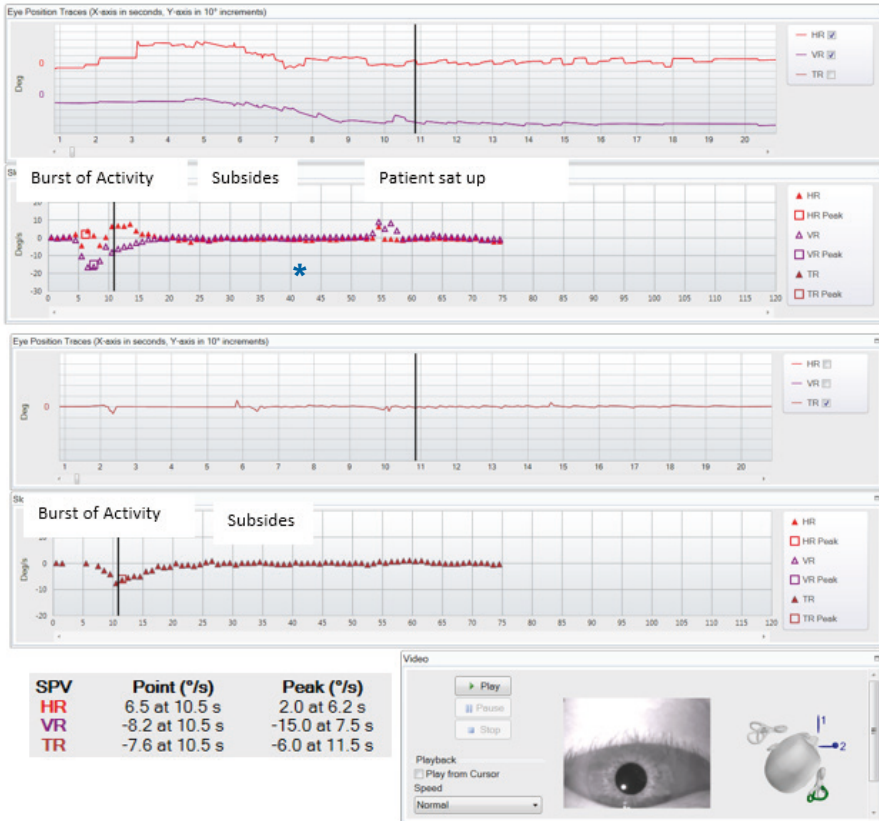 Eye Position Traces (X-axis in seconds, Y-axis in 10° increments)
Deg
0
0
1 2 3 4 5 6 7 8 9 10 11 12 13 14 15 16 17 18 19 20
HR
VR
TR
Burst of Activity Subsides Patient sat up
Deg/s
10
0
-10
-20
-30
0 5 10 15 20 25 30 35 40 45 50 55 60 65 70 75 80 85 90 95 100 105 110 115 120
*
HR
HR Peak
VR
VR Peak
TR
TR Peak
Eye Position Traces (X-axis in seconds, Y-axis in 10° increments)
Deg
0
1 2 3 4 5 6 7 8 9 10 11 12 13 14 15 16 17 18 19 20
HR
VR
TR
Burst of Activity Subsides
Deg/s
0
-10
-20
0 5 10 15 20 25 30 35 40 45 50 55 60 65 70 75 80 85 90 95 100 105 110 115 120
HR
HR Peak
VR
VR Peak
TR
TR Peak
SPV Point (°/s) Peak (°/s)
HR 6.5 at 10.5 s 2.0 at 6.2 s
VR -8.2 at 10.5 s -15.0 at 7.5 s
TR -7.6 at 10.5 s -6.0 at 11.5 s
Video
Play
Pause
Stop
Playback
Play from Cursor
Speed
Normal
1
2